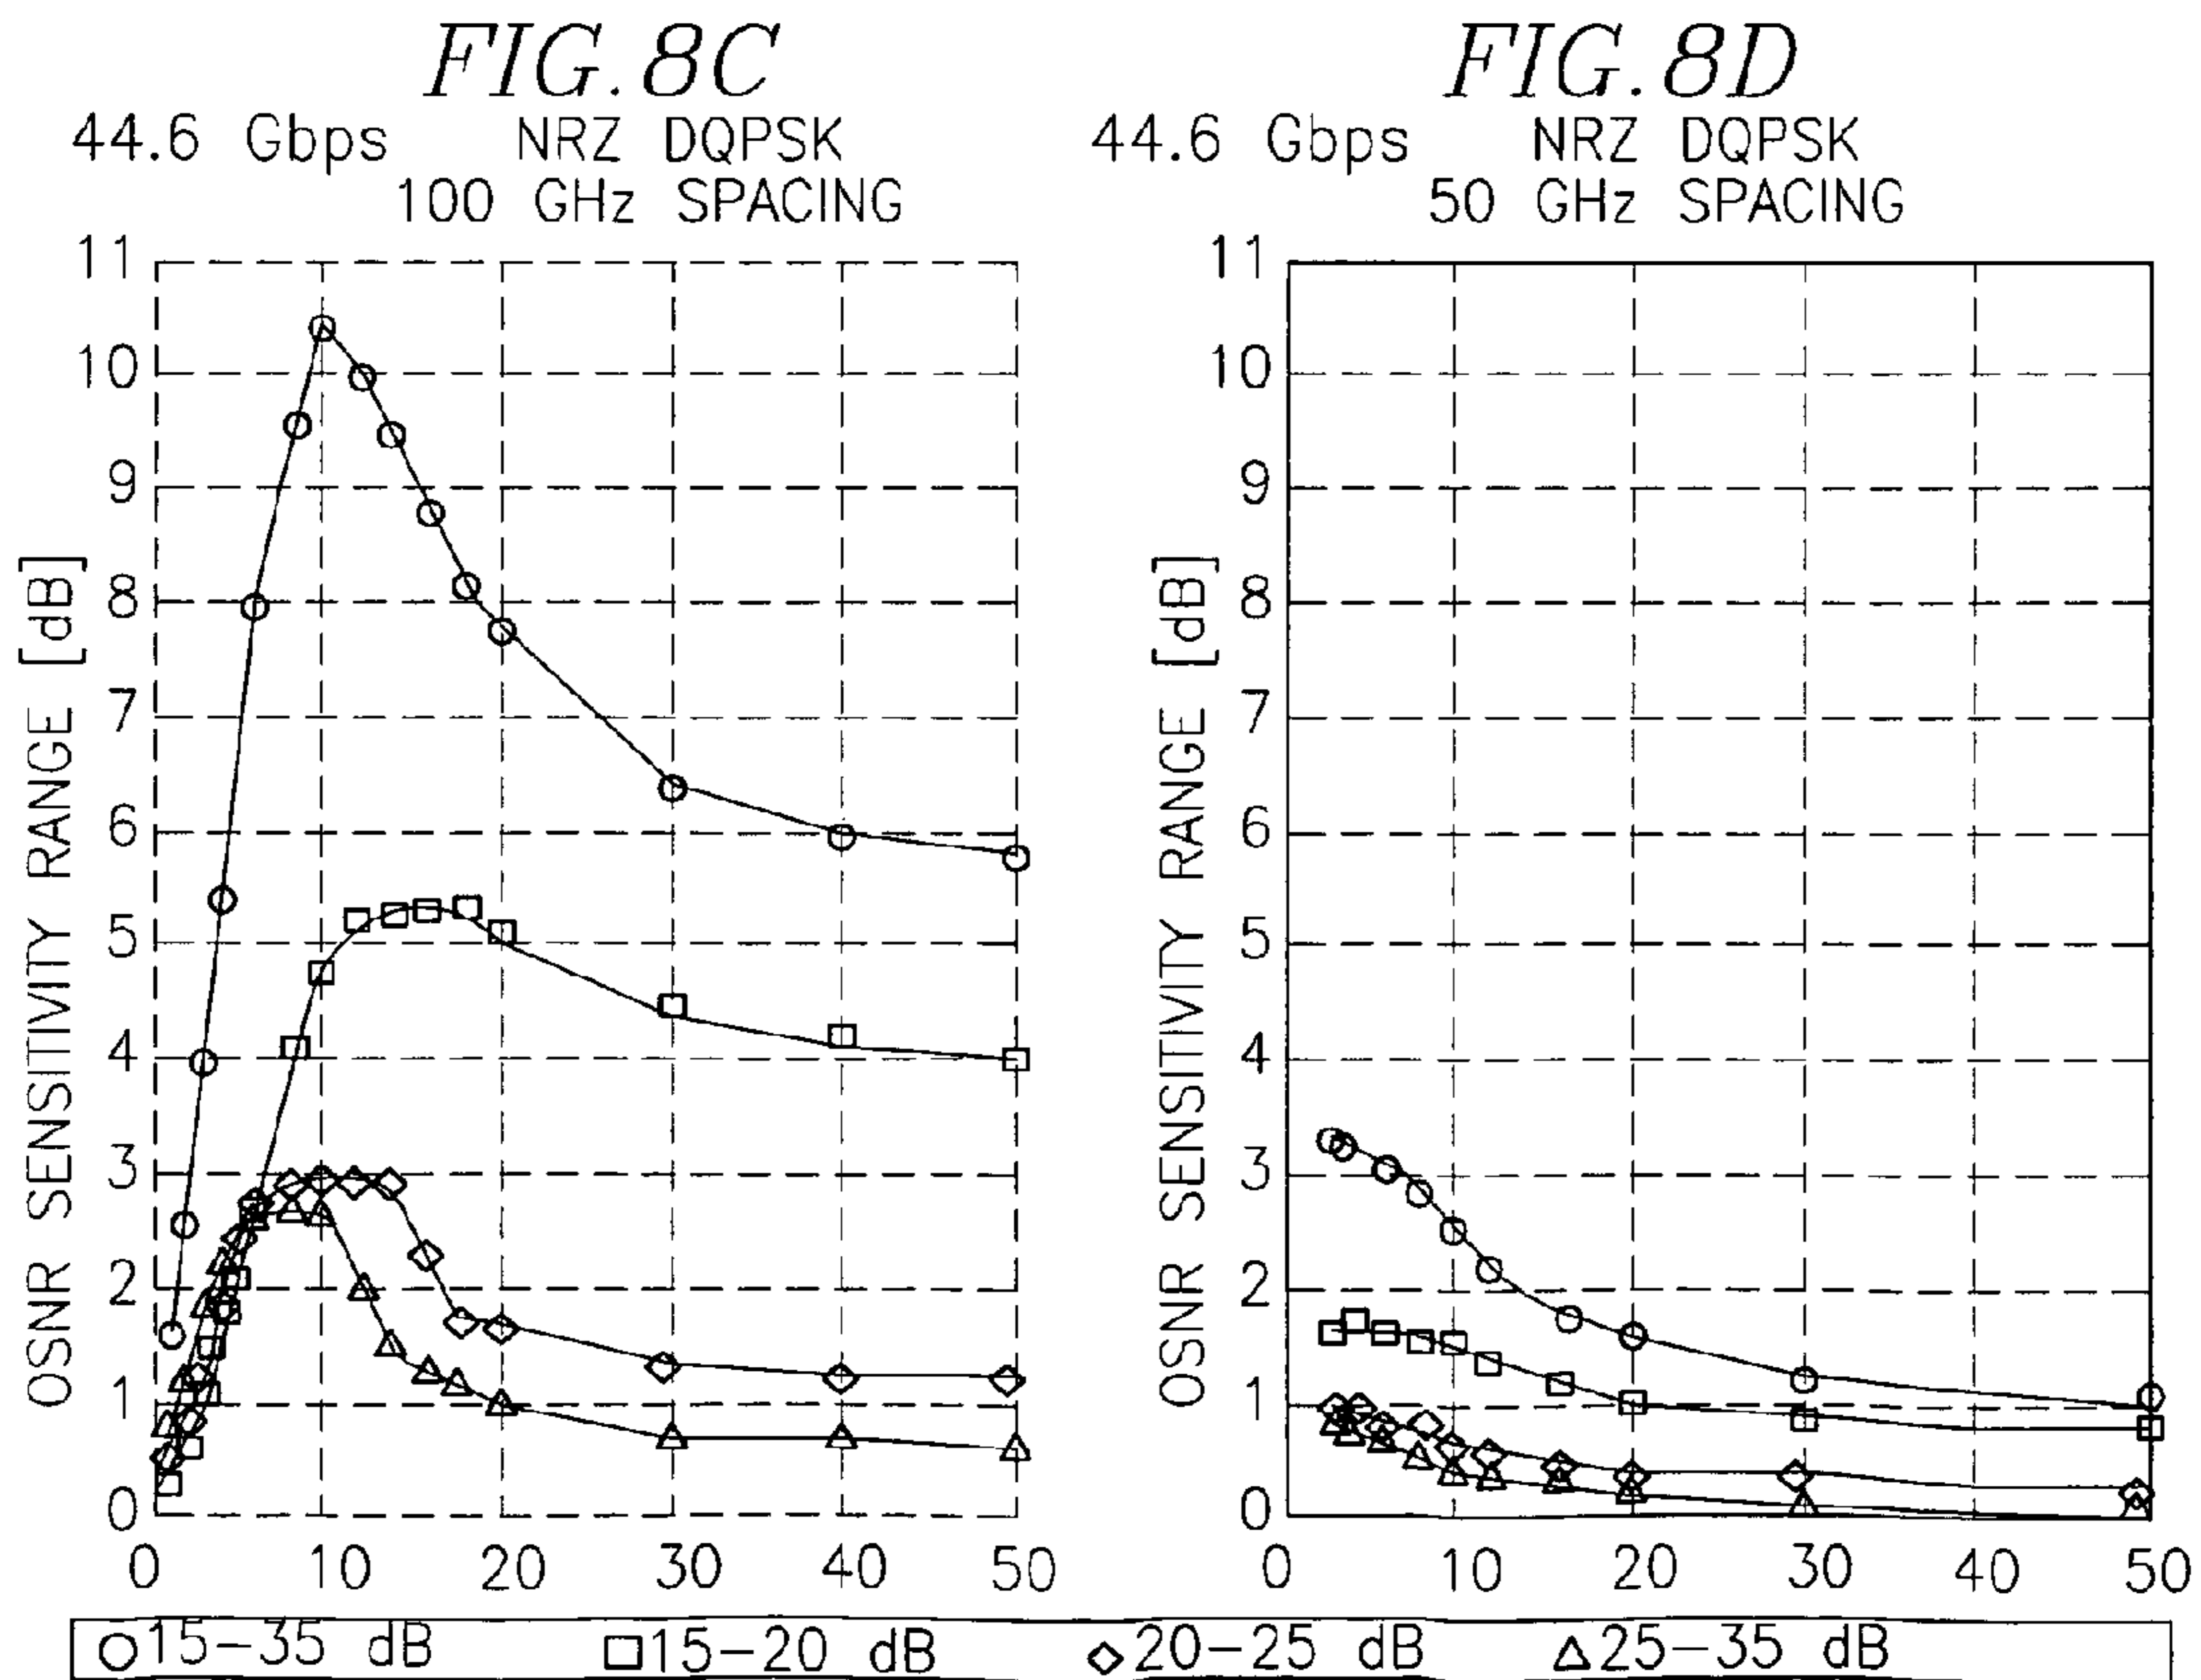 FIG. 8C
44.6 Gbps NRZ DQPSK
100 GHz SPACING
OSNR SENSITIVITY RANGE [dB]
11
10
9
8
7
6
5
4
3
2
1
0
0 10 20 30 40 50
FIG. 8D
44.6 Gbps NRZ DQPSK
50 GHz SPACING
OSNR SENSITIVITY RANGE [dB]
11
10
9
8
7
6
5
4
3
2
1
0
0 10 20 30 40 50
15-35 dB 15-20 dB 20-25 dB 25-35 dB